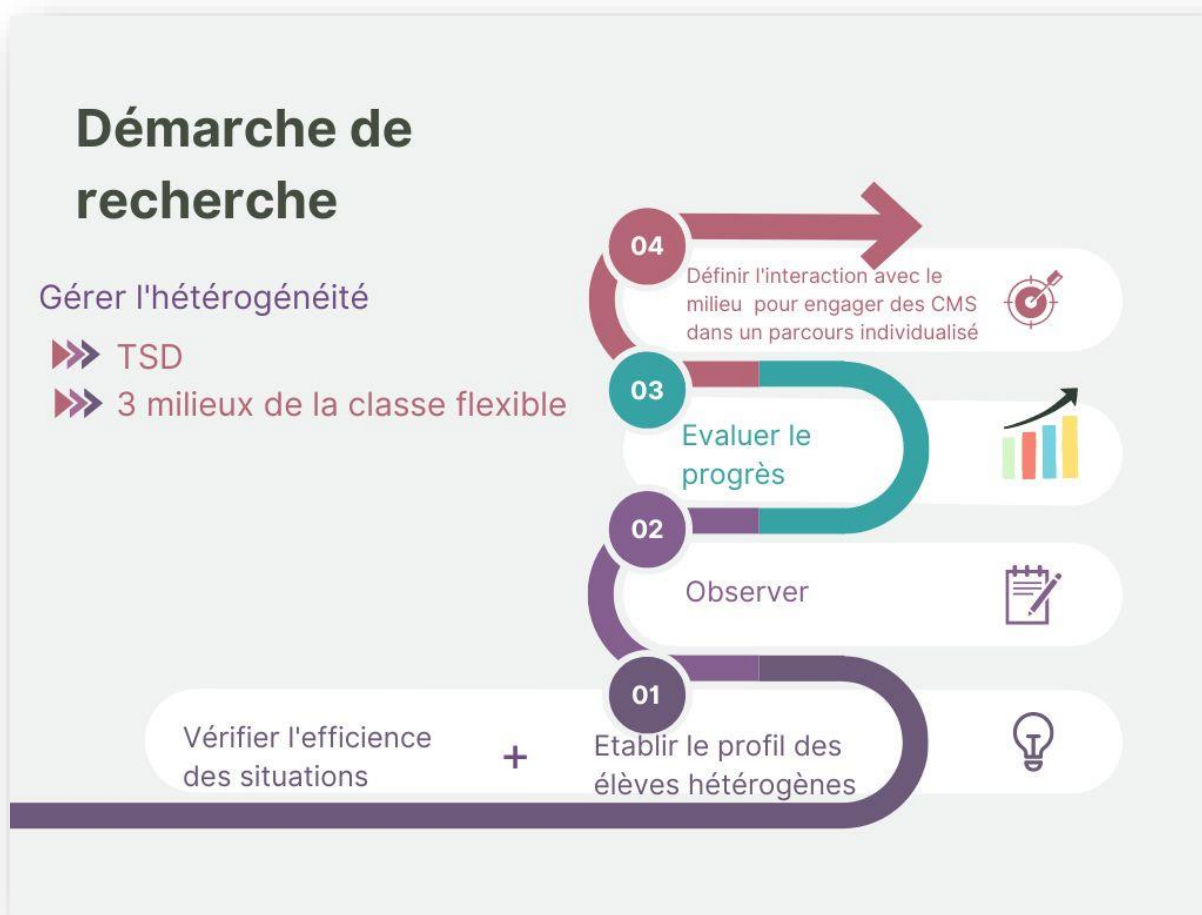 Démarche de
recherche
Gérer l'hétérogénéité
TSD
3 milieux de la classe flexible
04
Définir l'interaction avec le
milieu pour engager des CMS
dans un parcours individualisé
03
Evaluer le
progrès
02
Observer
01
Vérifier l'efficience
des situations
+
Etablir le profil des
élèves hétérogènes